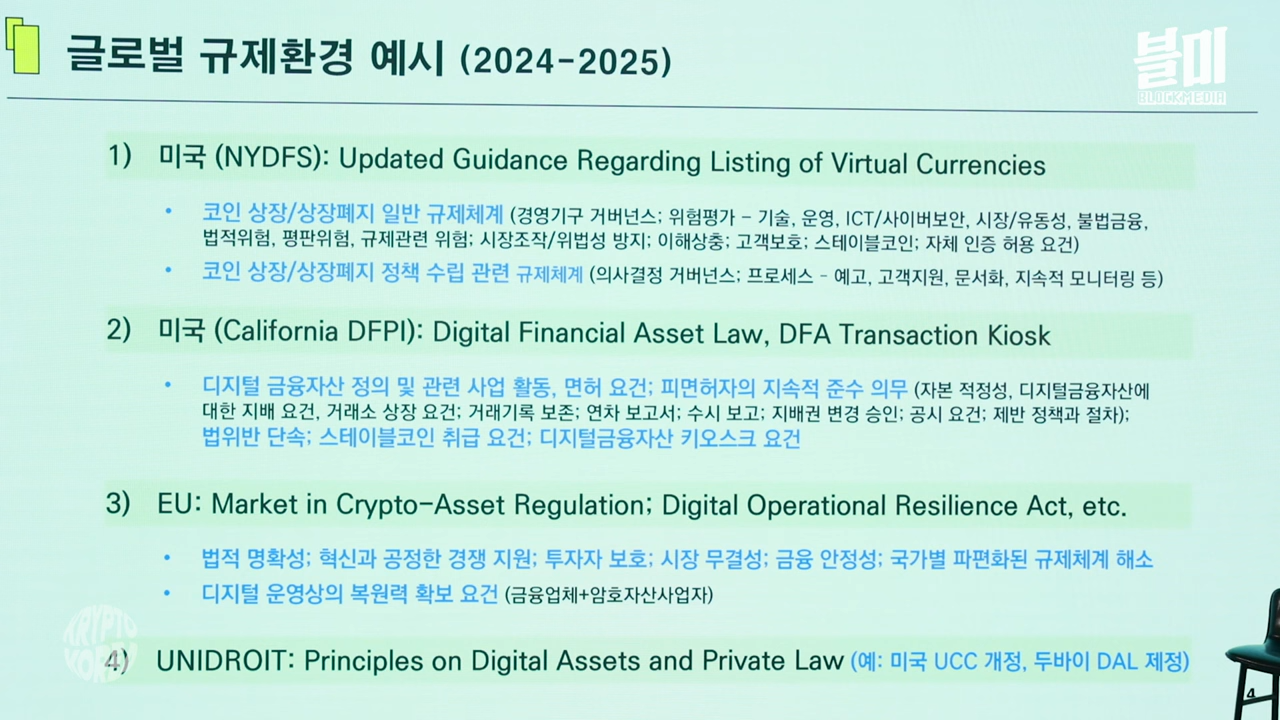 글로벌 규제환경 예시 (2024-2025)
블미
BLOCKMEDIA
1) 미국 (NYDFS): Updated Guidance Regarding Listing of Virtual Currencies
• 코인 상장/상장폐지 일반 규제체계 (경영기구 거버넌스; 위험평가 – 기술, 운영, ICT/사이버보안, 시장/유동성, 불법금융,
법적위험, 평판위험, 규제관련 위험; 시장조작/위법성 방지; 이해상충; 고객보호; 스테이블코인; 자체 인증 허용 요건)
• 코인 상장/상장폐지 정책 수립 관련 규제체계 (의사결정 거버넌스; 프로세스 – 예고, 고객지원, 문서화, 지속적 모니터링 등)
2) 미국 (California DFPI): Digital Financial Asset Law, DFA Transaction Kiosk
• 디지털 금융자산 정의 및 관련 사업 활동, 면허 요건; 피면허자의 지속적 준수 의무 (자본 적정성, 디지털금융자산에
대한 지배 요건, 거래소 상장 요건; 거래기록 보존; 연차 보고서; 수시 보고; 지배권 변경 승인; 공시 요건; 제반 정책과 절차);
법위반 단속; 스테이블코인 취급 요건; 디지털금융자산 키오스크 요건
3) EU: Market in Crypto-Asset Regulation; Digital Operational Resilience Act, etc.
• 법적 명확성; 혁신과 공정한 경쟁 지원; 투자자 보호; 시장 무결성; 금융 안정성; 국가별 파편화된 규제체계 해소
• 디지털 운영상의 복원력 확보 요건 (금융업체+암호자산사업자)
KRYPTO
KOREA
4) UNIDROIT: Principles on Digital Assets and Private Law (예: 미국 UCC 개정, 두바이 DAL 제정)
4